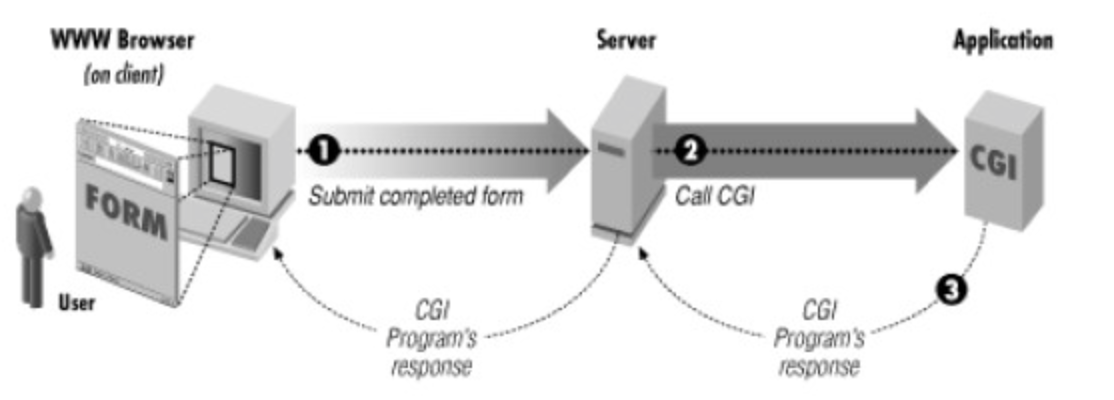 WWW Browser
(on client)
Server
Application
FORM
User
1
Submit completed form
2
Call CGI
CGI
3
CGI
Program's
response
CGI
Program's
response